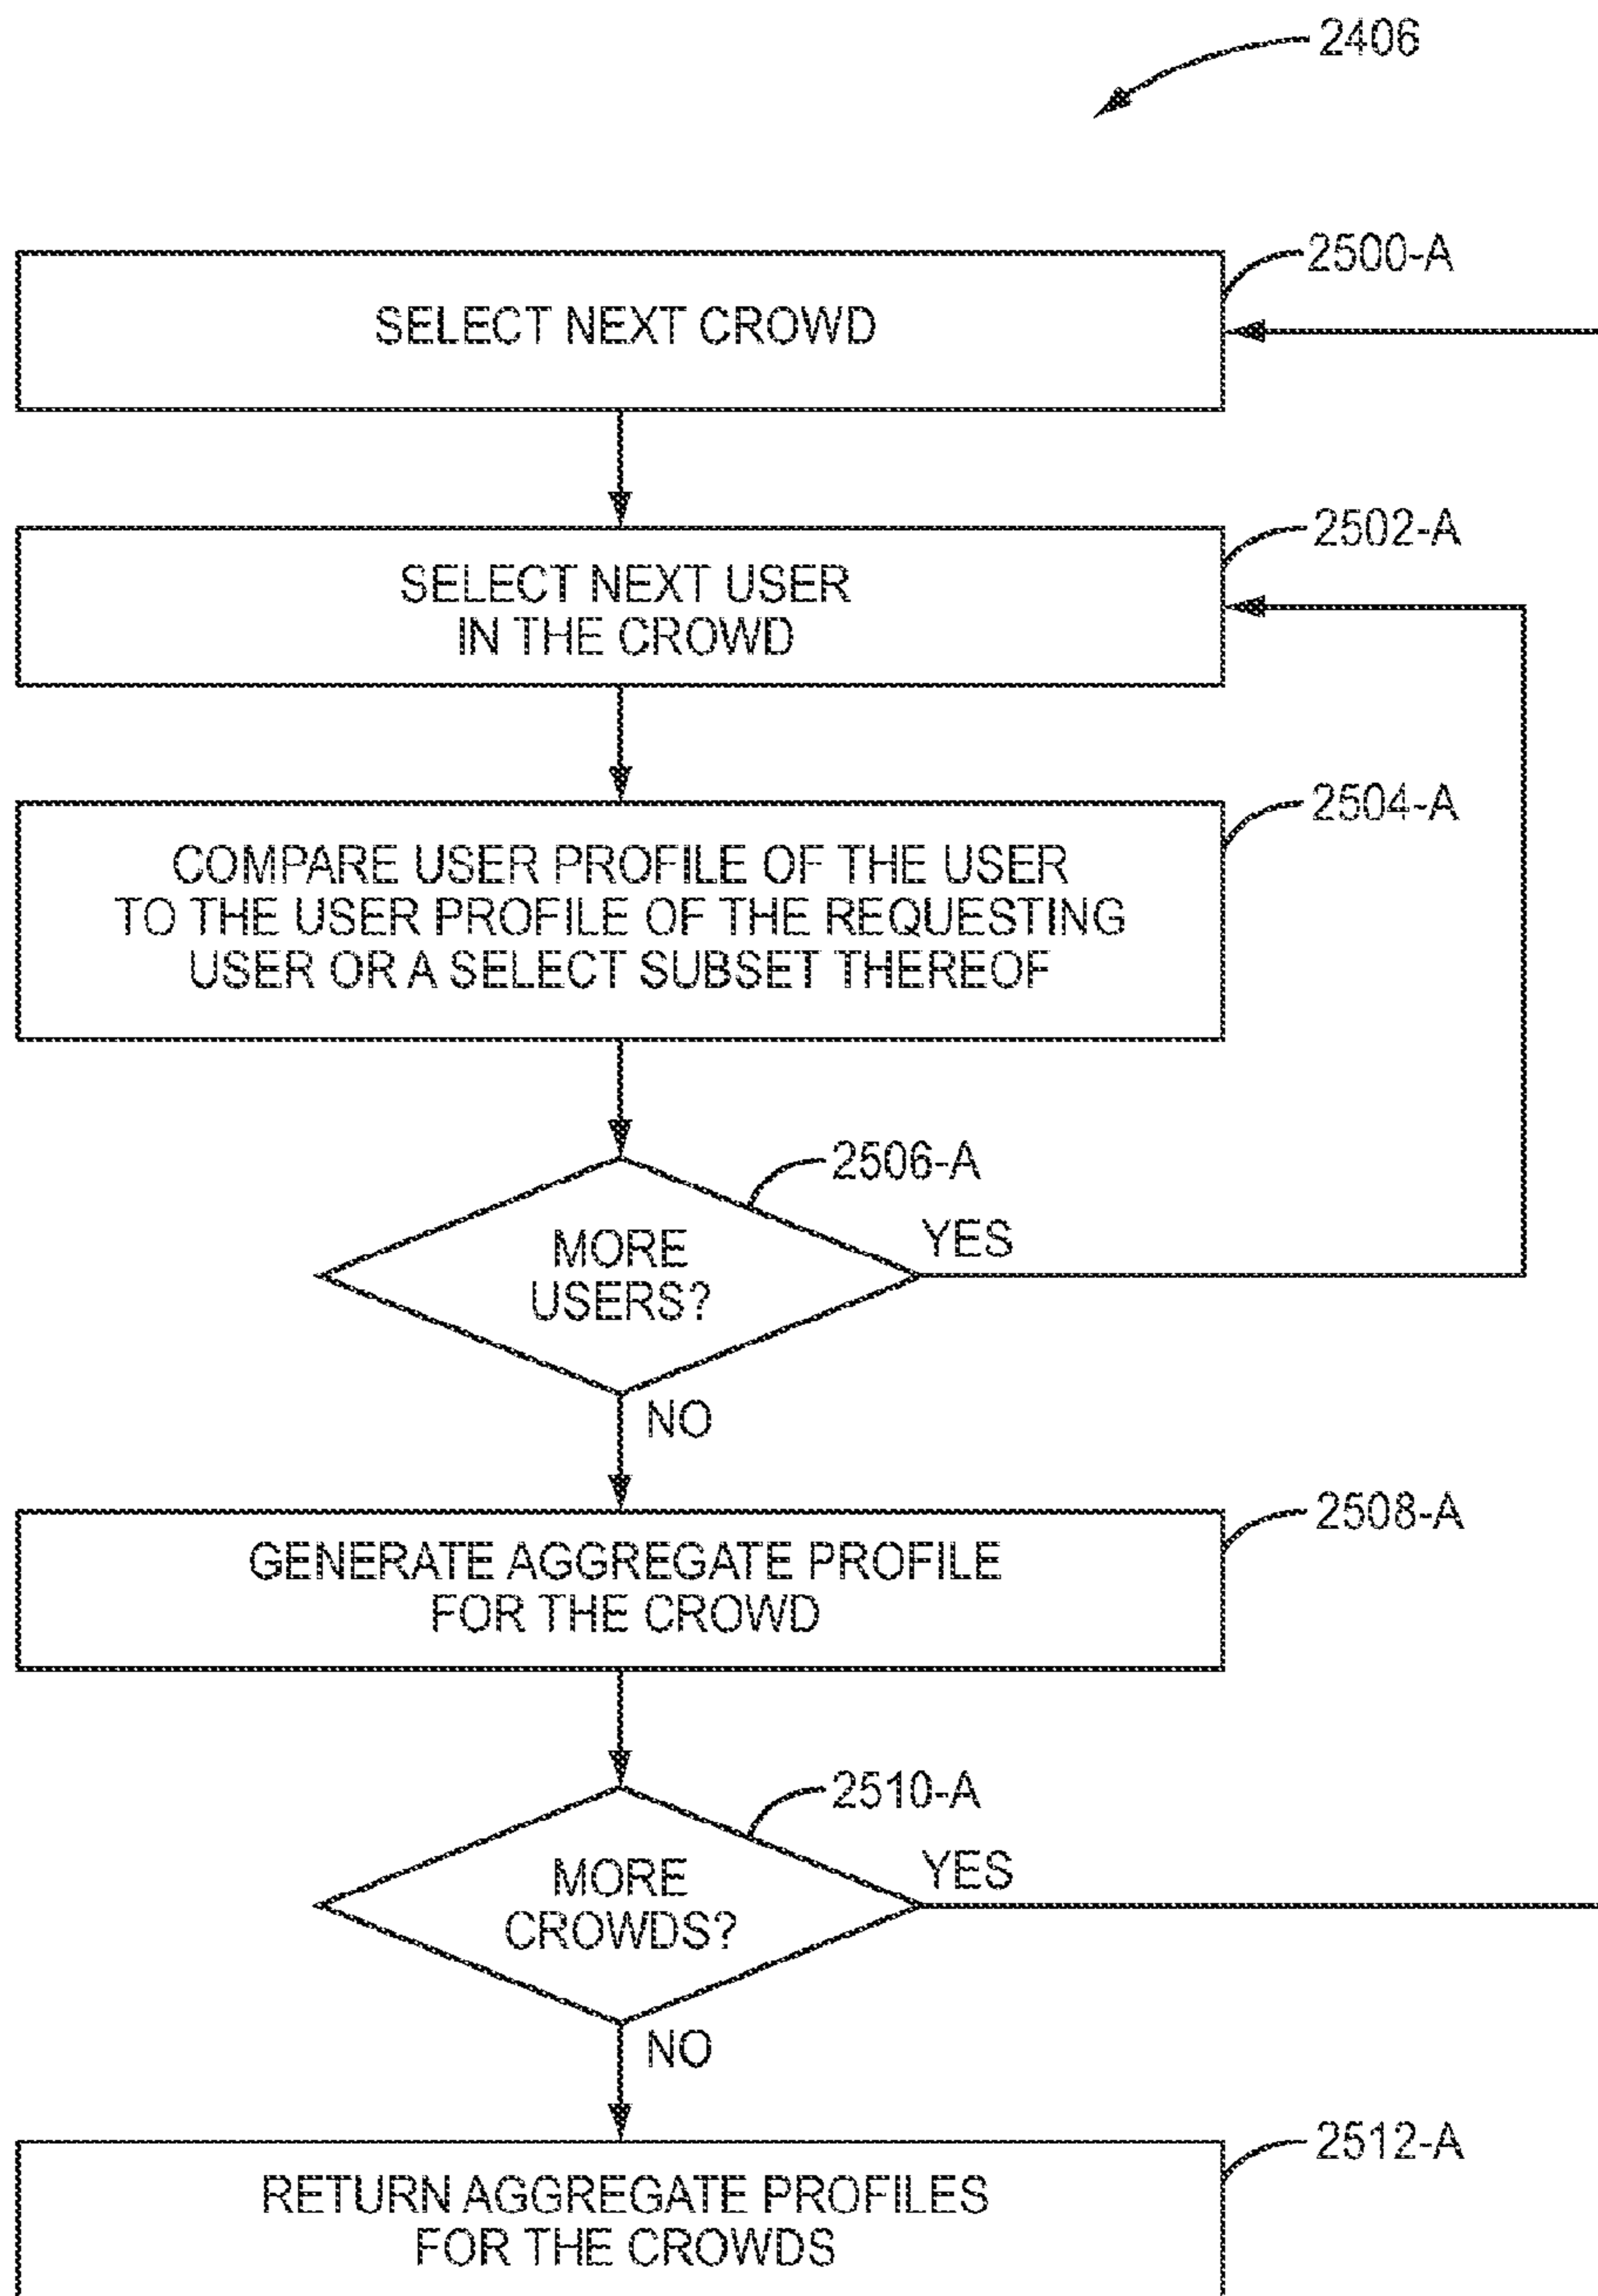 2406
2500-A
SELECT NEXT CROWD
2502-A
SELECT NEXT USER
IN THE CROWD
2504-A
COMPARE USER PROFILE OF THE USER
TO THE USER PROFILE OF THE REQUESTING
USER OR A SELECT SUBSET THEREOF
2506-A
MORE
USERS?
YES
NO
2508-A
GENERATE AGGREGATE PROFILE
FOR THE CROWD
2510-A
MORE
CROWDS?
YES
NO
2512-A
RETURN AGGREGATE PROFILES
FOR THE CROWDS